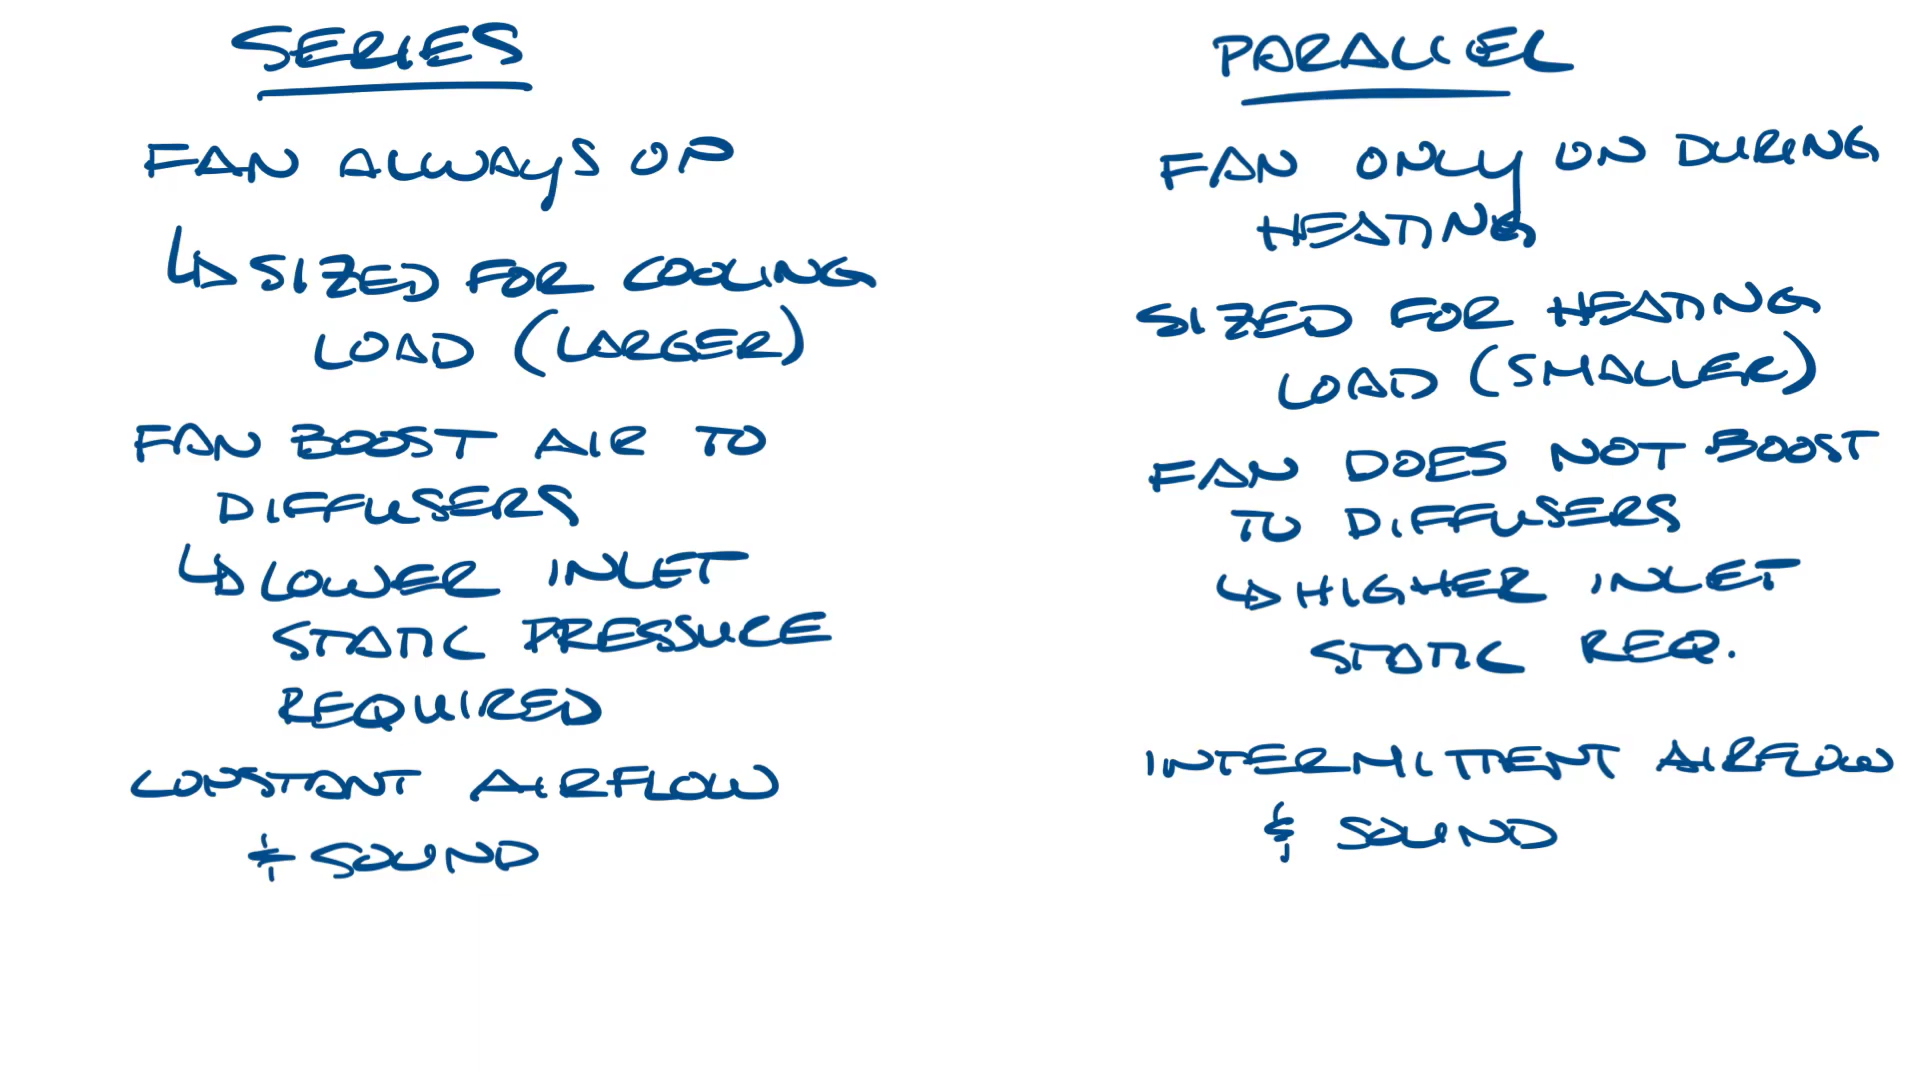 SERIES
FAN ALWAYS ON
↳ SIZED FOR COOLING
LOAD (LARGER)
FAN BOOST AIR TO
DIFFUSERS
↳ LOWER INLET
STATIC PRESSURE
REQUIRED
CONSTANT AIRFLOW
& SOUND
PARALLEL
FAN ONLY ON DURING
HEATING
SIZED FOR HEATING
LOAD (SMALLER)
FAN DOES NOT BOOST
TO DIFFUSERS
↳ HIGHER INLET
STATIC REQ.
INTERMITTENT AIRFLOW
& SOUND